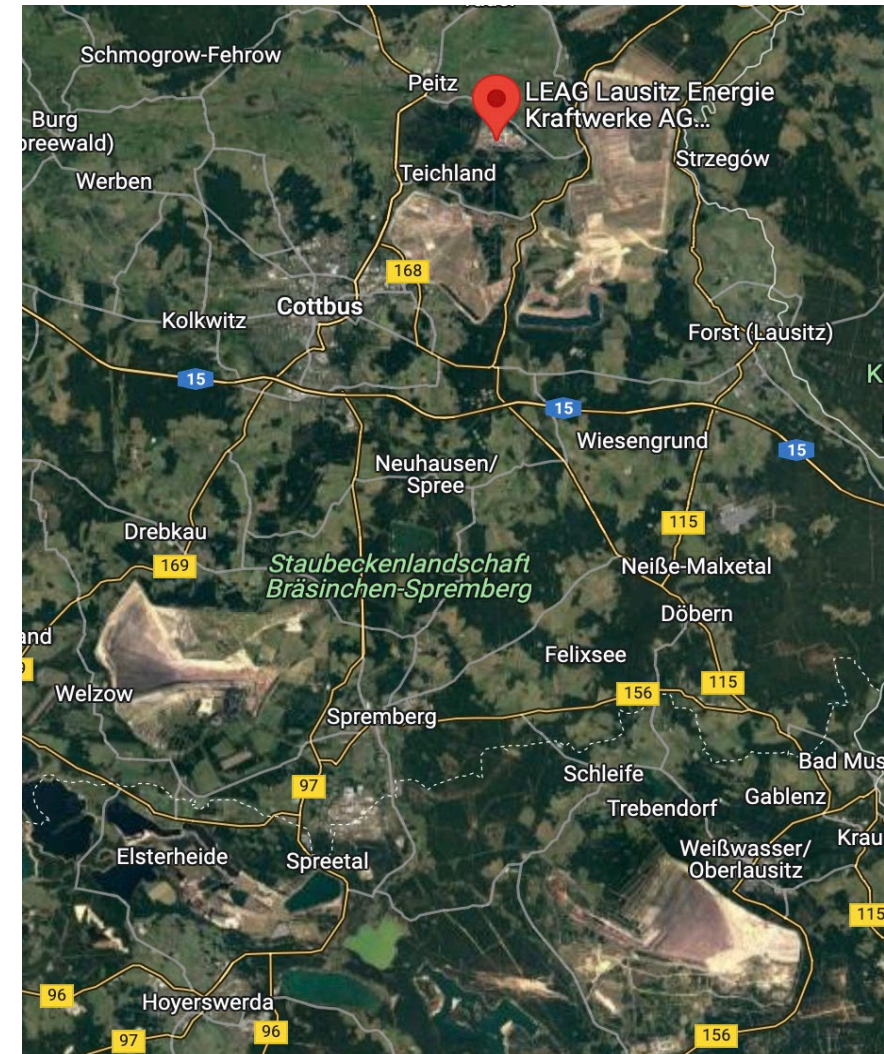 Schmogrow-Fehrow
Peitz
LEAG Lausitz Energie
Kraftwerke AG...
Burg
Strzegów
Werben
Teichland
168
Cottbus
Kolkwitz
Forst (Lausitz)
15
K
15
Wiesengrund
15
Neuhausen/
Spree
115
Drebkau
169
Staubeckenlandschaft
Bräsinchen-Spremberg
Neiße-Malxetal
Döbern
and
Felixsee
Welzow
156
115
Spremberg
Bad Mus
Schleife
97
Gablenz
Trebendorf
Krau
Elsterheide
Spreetal
Weißwasser/
Oberlausitz
115
96
Hoyerswerda
97
96
156